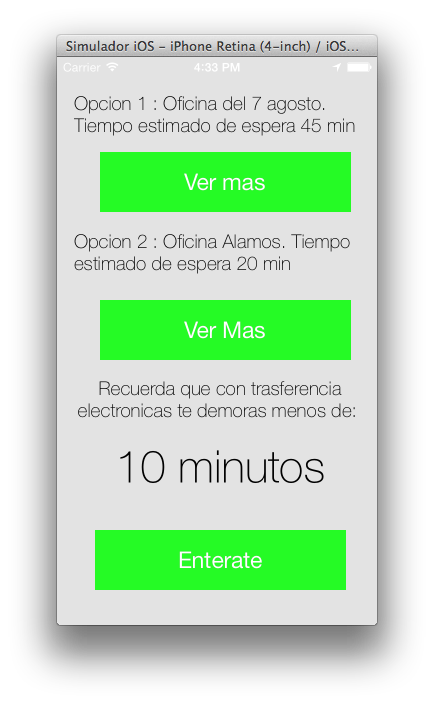 Simulador iOS - iPhone Retina (4-inch) / iOS...
Carrier 4:33 PM
Opcion 1 : Oficina del 7 agosto.
Tiempo estimado de espera 45 min
Ver mas
Opcion 2 : Oficina Alamos. Tiempo
estimado de espera 20 min
Ver Mas
Recuerda que con trasferencia
electronicas te demoras menos de:
10 minutos
Enterate